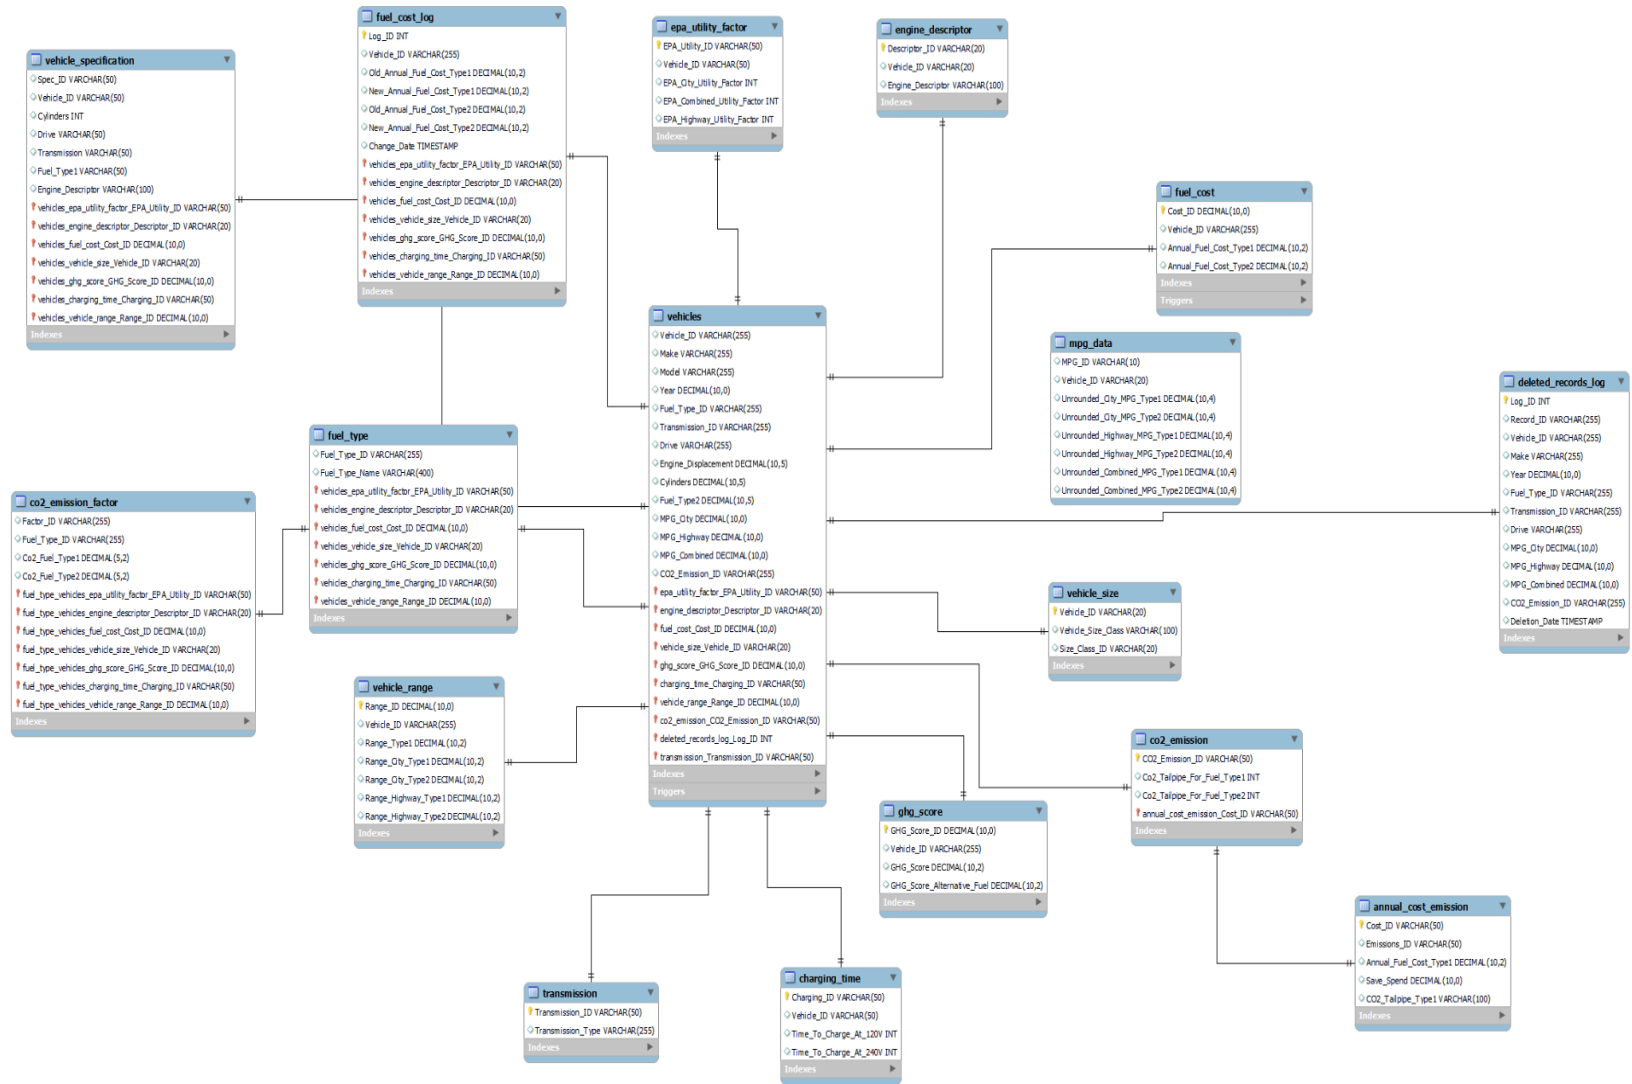 fuel_cost_log
Log_ID INT
Vehicle_ID VARCHAR(255)
Old_Annual_Fuel_Cost_Type1 DECIMAL(10,2)
New_Annual_Fuel_Cost_Type1 DECIMAL(10,2)
Old_Annual_Fuel_Cost_Type2 DECIMAL(10,2)
New_Annual_Fuel_Cost_Type2 DECIMAL(10,2)
Change_Date TIMESTAMP
vehicles_epa_utility_factor_EPA_Utility_ID VARCHAR(50)
vehicles_engine_descriptor_Descriptor_ID VARCHAR(20)
vehicles_fuel_cost_Cost_ID DECIMAL(10,0)
vehicles_vehicle_size_Vehicle_ID VARCHAR(20)
vehicles_ghg_score_GHG_Score_ID DECIMAL(10,0)
vehicles_charging_time_Charging_ID VARCHAR(50)
vehicles_vehicle_range_Range_ID DECIMAL(10,0)
Indexes
epa_utility_factor
EPA_Utility_ID VARCHAR(50)
Vehicle_ID VARCHAR(50)
EPA_City_Utility_Factor INT
EPA_Combined_Utility_Factor INT
EPA_Highway_Utility_Factor INT
Indexes
engine_descriptor
Descriptor_ID VARCHAR(20)
Vehicle_ID VARCHAR(20)
Engine_Descriptor VARCHAR(100)
Indexes
vehicle_specification
Spec_ID VARCHAR(50)
Vehicle_ID VARCHAR(50)
Cylinders INT
Drive VARCHAR(50)
Transmission VARCHAR(50)
Fuel_Type1 VARCHAR(50)
Engine_Descriptor VARCHAR(100)
vehicles_epa_utility_factor_EPA_Utility_ID VARCHAR(50)
vehicles_engine_descriptor_Descriptor_ID VARCHAR(20)
vehicles_fuel_cost_Cost_ID DECIMAL(10,0)
vehicles_vehicle_size_Vehicle_ID VARCHAR(20)
vehicles_ghg_score_GHG_Score_ID DECIMAL(10,0)
vehicles_charging_time_Charging_ID VARCHAR(50)
vehicles_vehicle_range_Range_ID DECIMAL(10,0)
Indexes
fuel_cost
Cost_ID DECIMAL(10,0)
Vehicle_ID VARCHAR(255)
Annual_Fuel_Cost_Type1 DECIMAL(10,2)
Annual_Fuel_Cost_Type2 DECIMAL(10,2)
Indexes
Triggers
vehicles
Vehicle_ID VARCHAR(255)
Make VARCHAR(255)
Model VARCHAR(255)
Year DECIMAL(10,0)
Fuel_Type_ID VARCHAR(255)
Transmission_ID VARCHAR(255)
Drive VARCHAR(255)
Engine_Displacement DECIMAL(10,5)
Cylinders DECIMAL(10,5)
Fuel_Type2 DECIMAL(10,5)
MPG_City DECIMAL(10,0)
MPG_Highway DECIMAL(10,0)
MPG_Combined DECIMAL(10,0)
CO2_Emission_ID VARCHAR(255)
epa_utility_factor_EPA_Utility_ID VARCHAR(50)
engine_descriptor_Descriptor_ID VARCHAR(20)
fuel_cost_Cost_ID DECIMAL(10,0)
vehicle_size_Vehicle_ID VARCHAR(20)
ghg_score_GHG_Score_ID DECIMAL(10,0)
charging_time_Charging_ID VARCHAR(50)
vehicle_range_Range_ID DECIMAL(10,0)
co2_emission_CO2_Emission_ID VARCHAR(50)
deleted_records_log_Log_ID INT
transmission_Transmission_ID VARCHAR(50)
Indexes
Triggers
mpg_data
MPG_ID VARCHAR(10)
Vehicle_ID VARCHAR(20)
Unrounded_City_MPG_Type1 DECIMAL(10,4)
Unrounded_City_MPG_Type2 DECIMAL(10,4)
Unrounded_Highway_MPG_Type1 DECIMAL(10,4)
Unrounded_Highway_MPG_Type2 DECIMAL(10,4)
Unrounded_Combined_MPG_Type1 DECIMAL(10,4)
Unrounded_Combined_MPG_Type2 DECIMAL(10,4)
deleted_records_log
Log_ID INT
Record_ID VARCHAR(255)
Vehicle_ID VARCHAR(255)
Make VARCHAR(255)
Year DECIMAL(10,0)
Fuel_Type_ID VARCHAR(255)
Transmission_ID VARCHAR(255)
Drive VARCHAR(255)
MPG_City DECIMAL(10,0)
MPG_Highway DECIMAL(10,0)
MPG_Combined DECIMAL(10,0)
CO2_Emission_ID VARCHAR(255)
Deletion_Date TIMESTAMP
Indexes
fuel_type
Fuel_Type_ID VARCHAR(255)
Fuel_Type_Name VARCHAR(400)
vehicles_epa_utility_factor_EPA_Utility_ID VARCHAR(50)
vehicles_engine_descriptor_Descriptor_ID VARCHAR(20)
vehicles_fuel_cost_Cost_ID DECIMAL(10,0)
vehicles_vehicle_size_Vehicle_ID VARCHAR(20)
vehicles_ghg_score_GHG_Score_ID DECIMAL(10,0)
vehicles_charging_time_Charging_ID VARCHAR(50)
vehicles_vehicle_range_Range_ID DECIMAL(10,0)
Indexes
co2_emission_factor
Factor_ID VARCHAR(255)
Fuel_Type_ID VARCHAR(255)
Co2_Fuel_Type1 DECIMAL(5,2)
Co2_Fuel_Type2 DECIMAL(5,2)
fuel_type_vehicles_epa_utility_factor_EPA_Utility_ID VARCHAR(50)
fuel_type_vehicles_engine_descriptor_Descriptor_ID VARCHAR(20)
fuel_type_vehicles_fuel_cost_Cost_ID DECIMAL(10,0)
fuel_type_vehicles_vehicle_size_Vehicle_ID VARCHAR(20)
fuel_type_vehicles_ghg_score_GHG_Score_ID DECIMAL(10,0)
fuel_type_vehicles_charging_time_Charging_ID VARCHAR(50)
fuel_type_vehicles_vehicle_range_Range_ID DECIMAL(10,0)
Indexes
vehicle_size
Vehicle_ID VARCHAR(20)
Vehicle_Size_Class VARCHAR(100)
Size_Class_ID VARCHAR(20)
Indexes
vehicle_range
Range_ID DECIMAL(10,0)
Vehicle_ID VARCHAR(255)
Range_Type1 DECIMAL(10,2)
Range_City_Type1 DECIMAL(10,2)
Range_City_Type2 DECIMAL(10,2)
Range_Highway_Type1 DECIMAL(10,2)
Range_Highway_Type2 DECIMAL(10,2)
Indexes
co2_emission
CO2_Emission_ID VARCHAR(50)
Co2_Tailpipe_For_Fuel_Type1 INT
Co2_Tailpipe_For_Fuel_Type2 INT
annual_cost_emission_Cost_ID VARCHAR(50)
Indexes
ghg_score
GHG_Score_ID DECIMAL(10,0)
Vehicle_ID VARCHAR(255)
GHG_Score DECIMAL(10,2)
GHG_Score_Alternative_Fuel DECIMAL(10,2)
Indexes
annual_cost_emission
Cost_ID VARCHAR(50)
Emissions_ID VARCHAR(50)
Annual_Fuel_Cost_Type1 DECIMAL(10,2)
Save_Spend DECIMAL(10,0)
CO2_Tailpipe_Type1 VARCHAR(100)
Indexes
transmission
Transmission_ID VARCHAR(50)
Transmission_Type VARCHAR(255)
Indexes
charging_time
Charging_ID VARCHAR(50)
Vehicle_ID VARCHAR(50)
Time_To_Charge_At_120V INT
Time_To_Charge_At_240V INT
Indexes